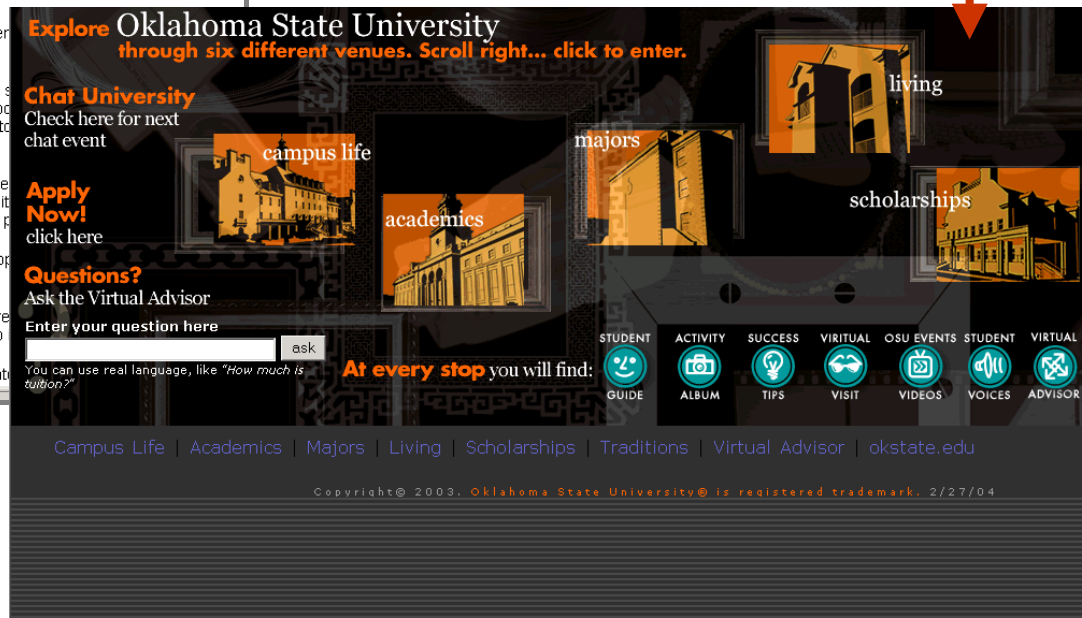 Explore Oklahoma State University
through six different venues. Scroll right... click to enter.
Chat University
Check here for next
chat event
Apply
Now!
click here
Questions?
Ask the Virtual Advisor
Enter your question here
ask
You can use real language, like "How much is
tuition?"
campus life
academics
majors
living
scholarships
At every stop you will find:
STUDENT GUIDE
ACTIVITY ALBUM
SUCCESS TIPS
VIRITUAL VISIT
OSU EVENTS VIDEOS
STUDENT VOICES
VIRTUAL ADVISOR
Campus Life | Academics | Majors | Living | Scholarships | Traditions | Virtual Advisor | okstate.edu
Copyright© 2003. Oklahoma State University® is registered trademark. 2/27/04